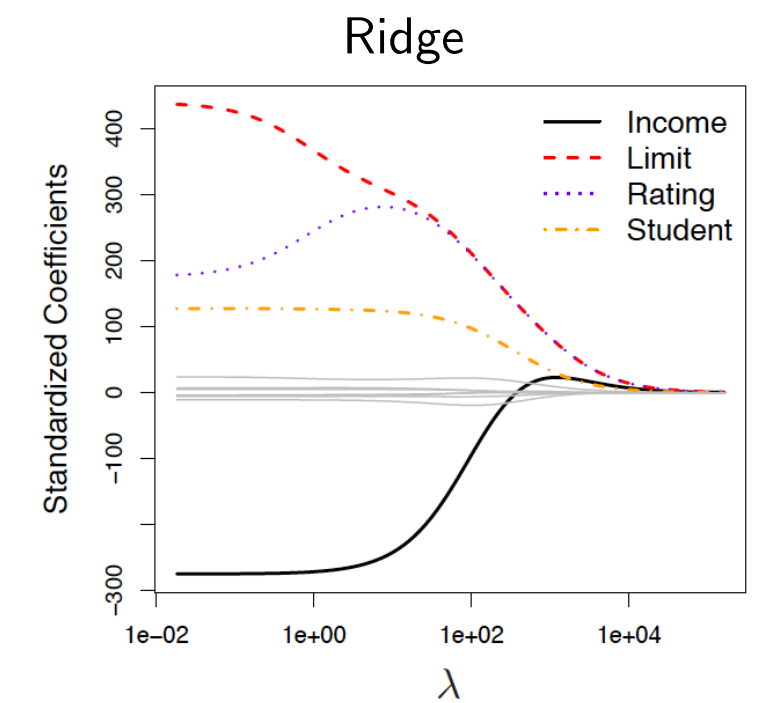 Ridge
Income
Limit
Rating
Student
Standardized Coefficients
400
300
200
100
0
-100
-300
1e-02
1e+00
1e+02
1e+04
λ